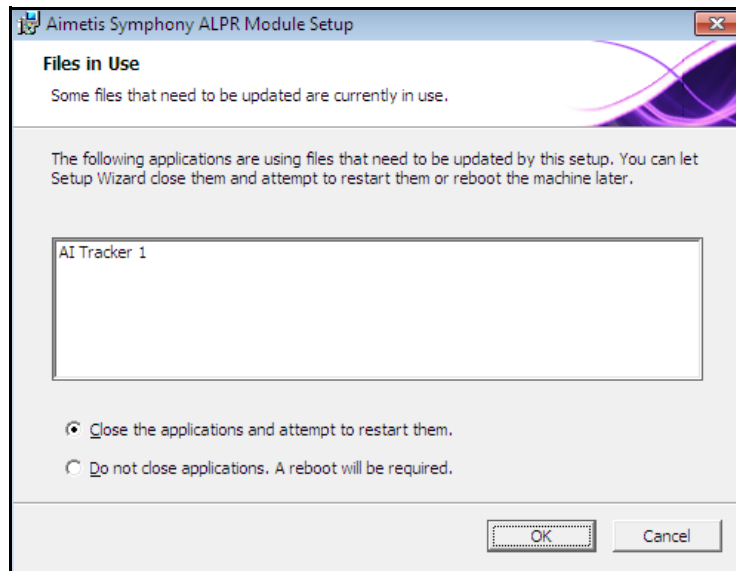 Aimetis Symphony ALPR Module Setup
Files in Use
Some files that need to be updated are currently in use.
The following applications are using files that need to be updated by this setup. You can let
Setup Wizard close them and attempt to restart them or reboot the machine later.
AI Tracker 1
Close the applications and attempt to restart them.
Do not close applications. A reboot will be required.
OK
Cancel